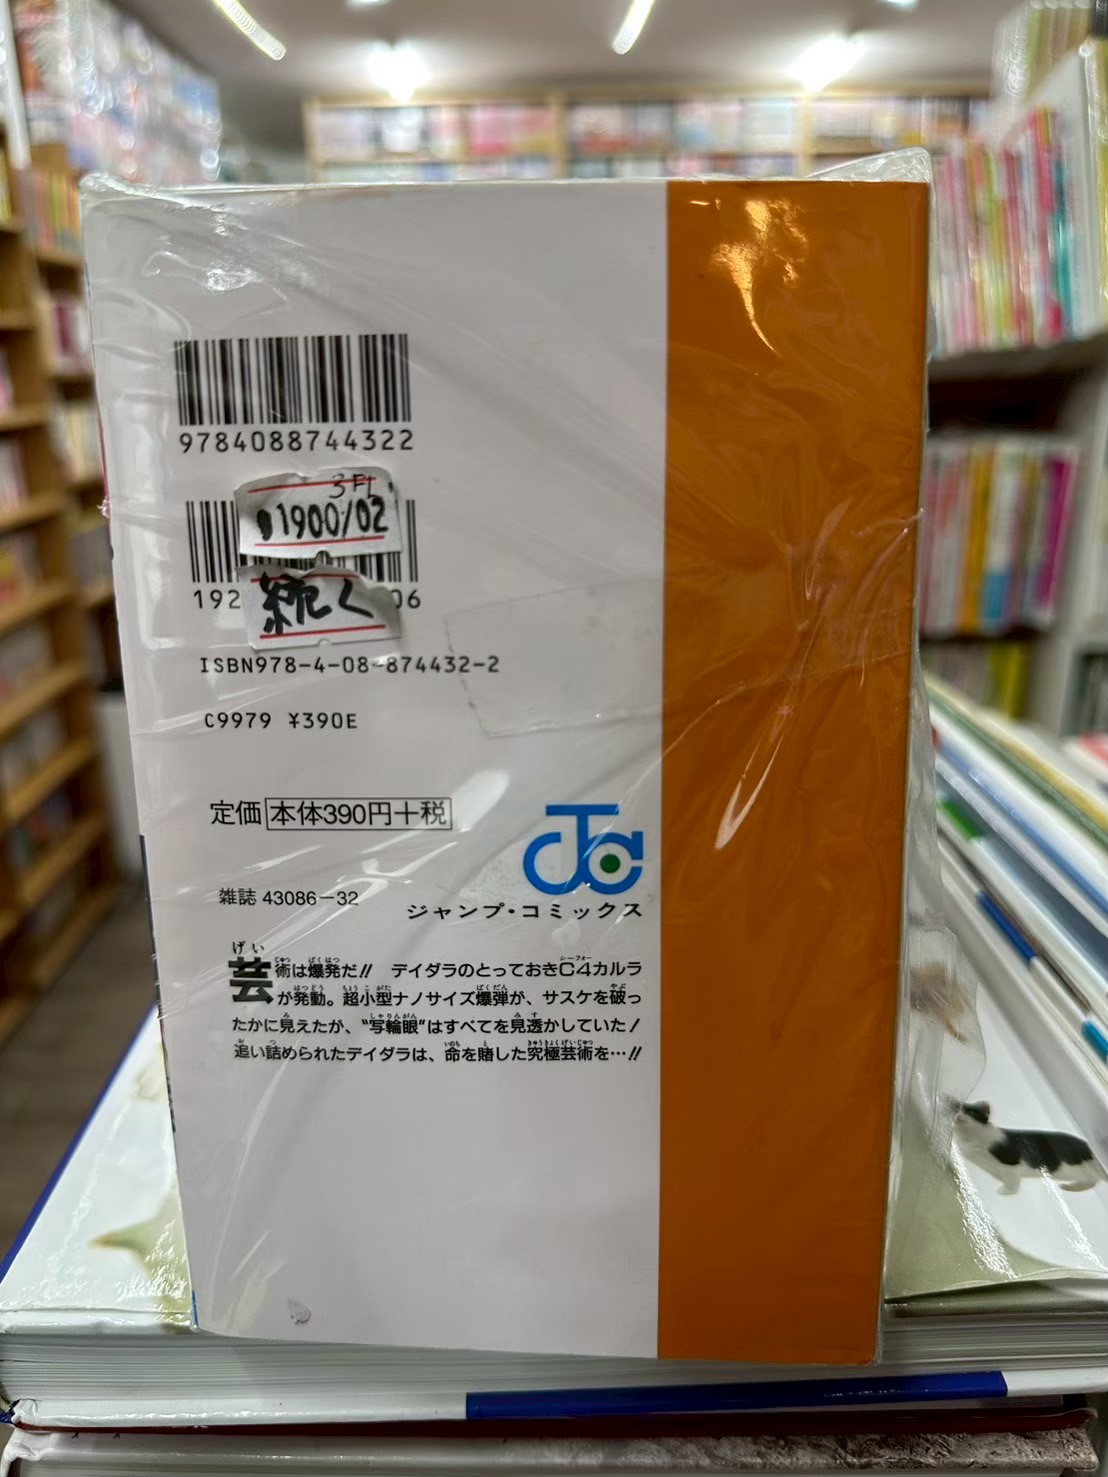 9784088744322
3FL
1900/02
続く
192
06
ISBN978-4-08-874432-2
C9979 ¥390E
定価 本体390円+税
雑誌 43086-32
ジャンプ・コミックス
芸術は爆発だ!! デイダラのとっておきC4カルラ
が発動。超小型ナノサイズ爆弾が、サスケを破っ
たかに見えたが、"写輪眼"はすべてを見透かしていた!
追い詰められたデイダラは、命を賭した究極芸術を…!!